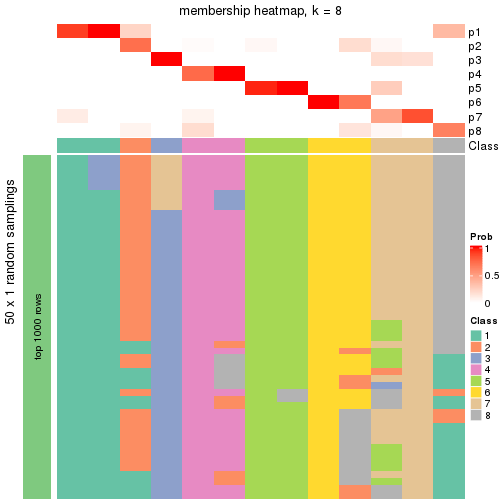 membership heatmap, k = 8
p1
p2
p3
p4
p5
p6
p7
p8
Class
50 x 1 random samplings
top 1000 rows
Prob
1
0.5
0
Class
1
2
3
4
5
6
7
8